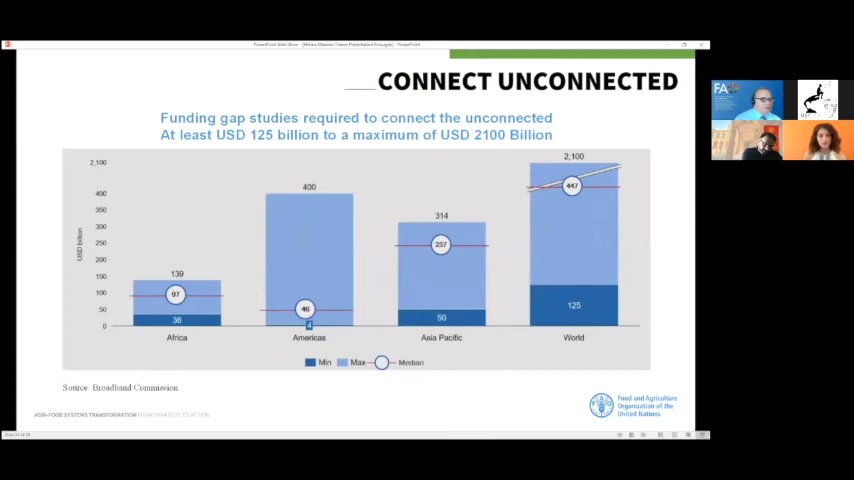 CONNECT UNCONNECTED
Funding gap studies required to connect the unconnected
At least USD 125 billion to a maximum of USD 2100 Billion
2,100
2,100
400
400
350
314
300
250
237
447
200
150
139
100
97
50
46
36
4
50
125
0
USD billion
Africa
Americas
Asia Pacific
World
Min
Max
Median
Source: Broadband Commission
AGRI-FOOD SYSTEMS TRANSFORMATION FROM STRATEGY TO ACTION
Food and Agriculture
Organization of the
United Nations